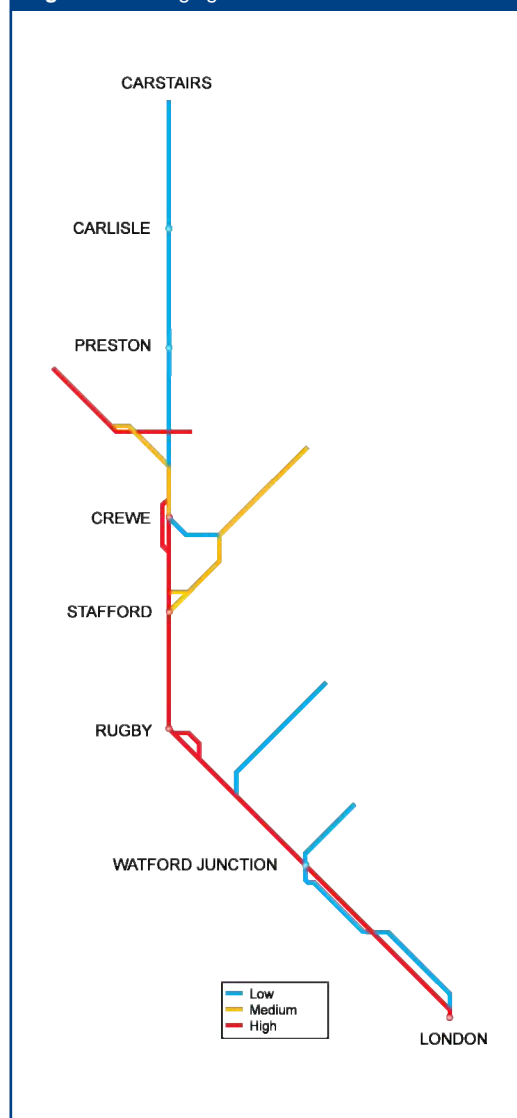 CARSTAIRS
CARLISLE
PRESTON
CREWE
STAFFORD
RUGBY
WATFORD JUNCTION
Low
Medium
High
LONDON